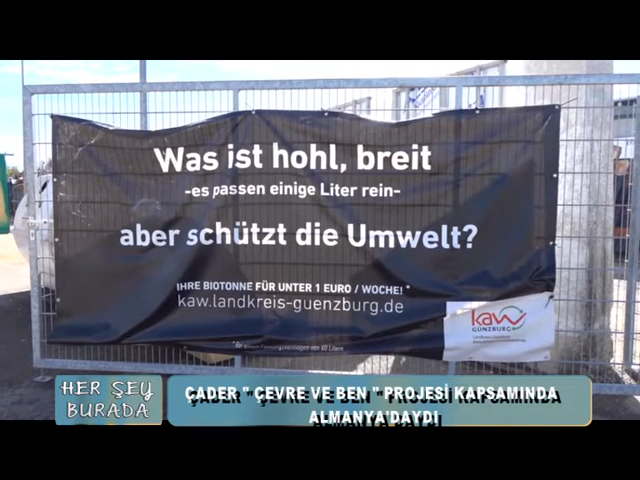 Was ist hohl, breit
-es passen einige Liter rein-
aber schützt die Umwelt?
IHRE BIOTONNE FÜR UNTER 1 EURO / WOCHE! *
kaw.landkreis-guenzburg.de
kaw
GÜNZBURG
HER ŞEY
BURADA
ÇADER " ÇEVRE VE BEN " PROJESİ KAPSAMINDA
ALMANYA'DAYDI